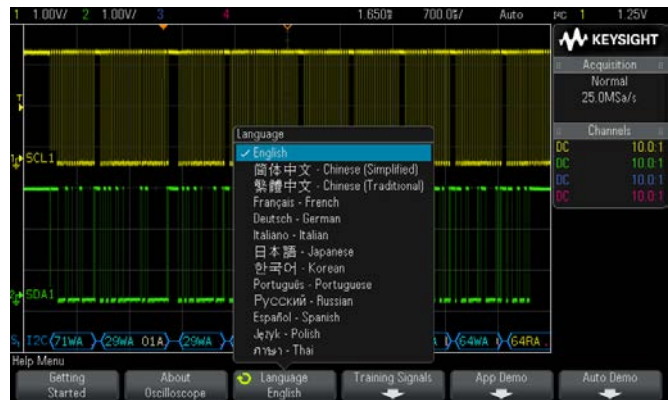 1 1.00V/ 2 1.00V/ 3 4 1.650s 700.0s/ Auto I²C 1 1.25V
KEYSIGHT
Acquisition
Normal
25.0MSa/s
Channels
DC 10.0:1
DC 10.0:1
DC 10.0:1
DC 10.0:1
T
SCL1
SDA1
Language
English
简体中文 - Chinese (Simplified)
繁體中文 - Chinese (Traditional)
Français - French
Deutsch - German
Italiano - Italian
日本語 - Japanese
한국어 - Korean
Português - Portuguese
Русский - Russian
Español - Spanish
Język - Polish
ภาษา - Thai
S₁ I2C 71WA 29WA 01A 29WA 64WA 64RA
Help Menu
Getting Started
About Oscilloscope
Language English
Training Signals
App Demo
Auto Demo